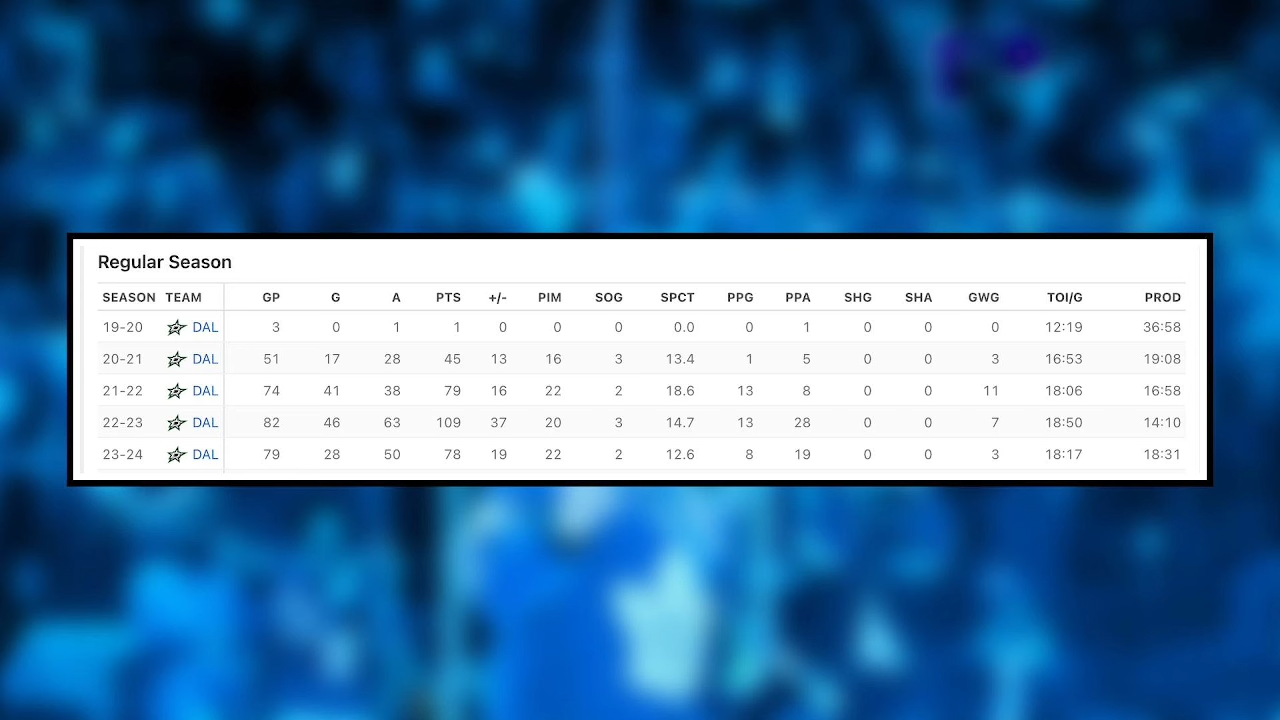 Regular Season
SEASON TEAM GP G A PTS +/- PIM SOG SPCT PPG PPA SHG SHA GWG TOI/G PROD
19-20 DAL 3 0 1 1 0 0 0 0.0 0 1 0 0 0 12:19 36:58
20-21 DAL 51 17 28 45 13 16 3 13.4 1 5 0 0 3 16:53 19:08
21-22 DAL 74 41 38 79 16 22 2 18.6 13 8 0 0 11 18:06 16:58
22-23 DAL 82 46 63 109 37 20 3 14.7 13 28 0 0 7 18:50 14:10
23-24 DAL 79 28 50 78 19 22 2 12.6 8 19 0 0 3 18:17 18:31